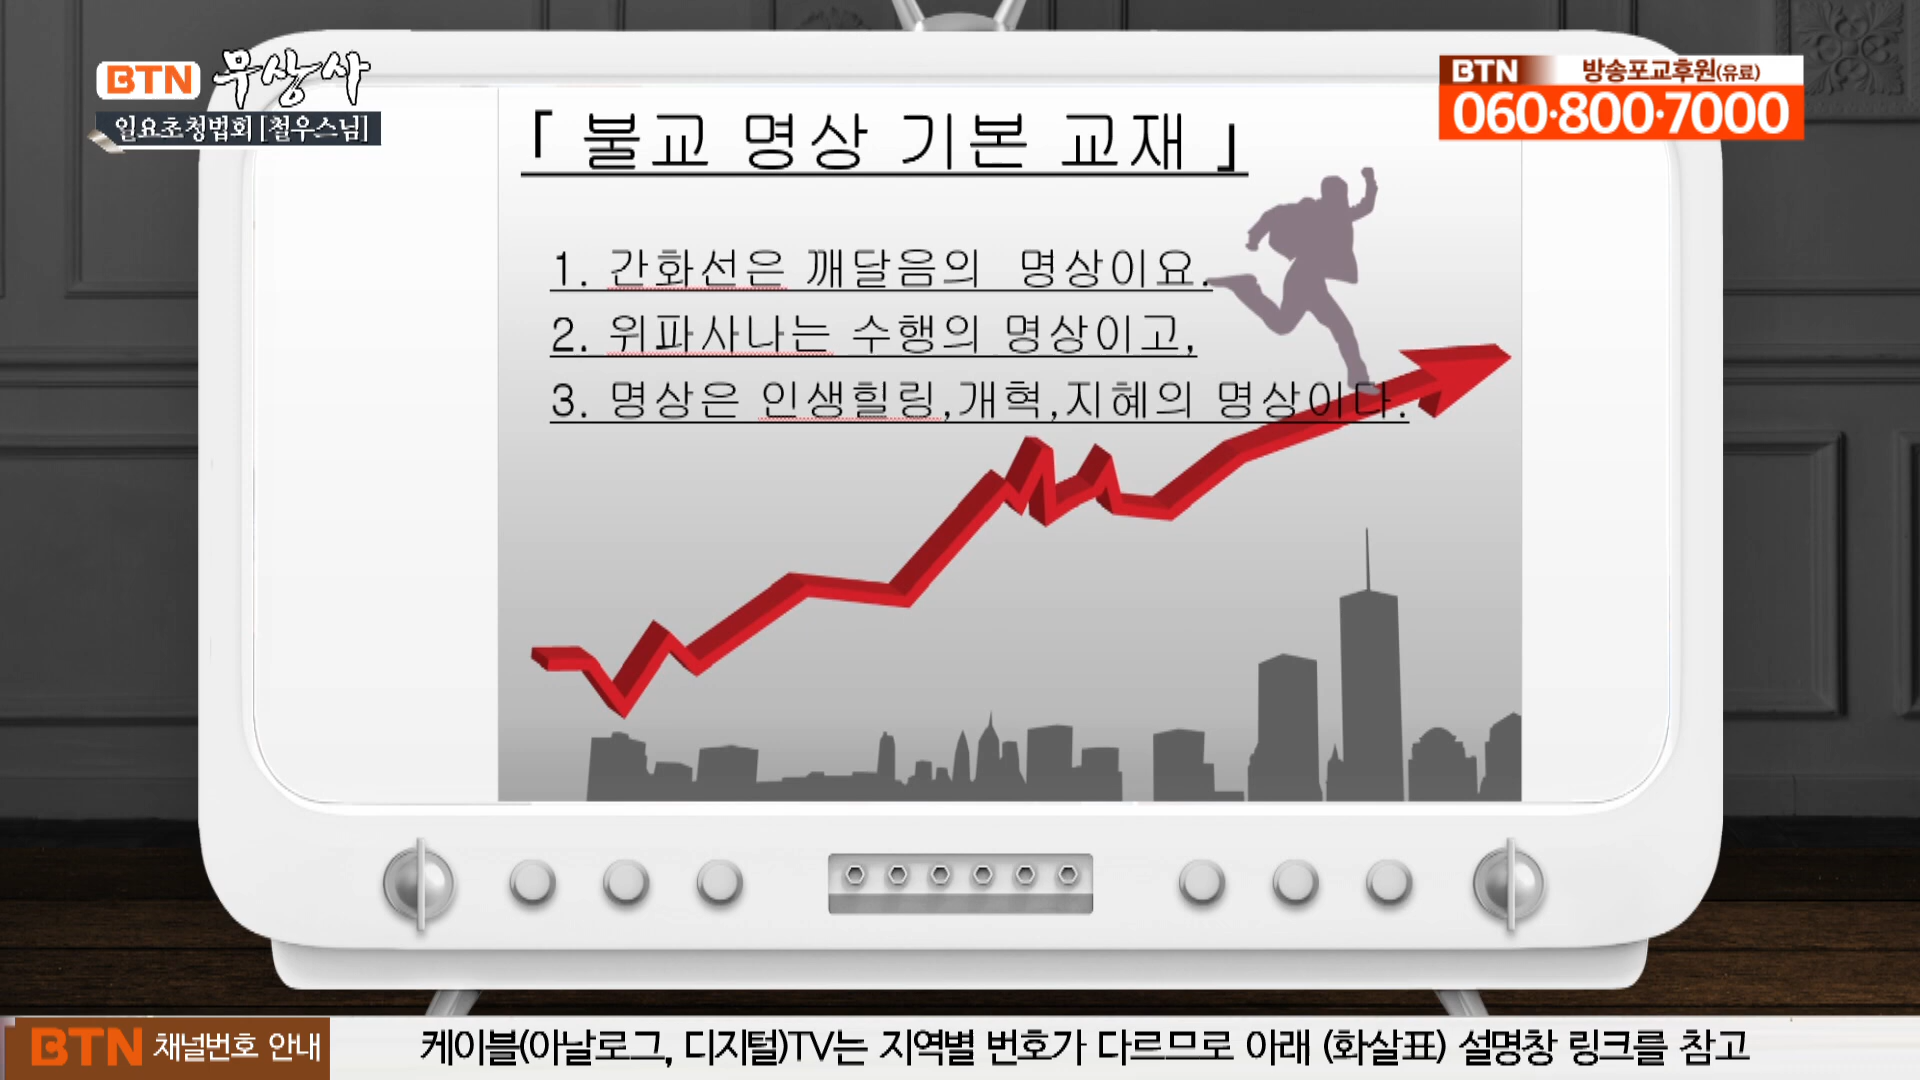 BTN 무상사
일요초청법회 [철우스님]
BTN 방송포교후원(유료)
060·800·7000
「 불교 명상 기본 교재 」
1. 간화선은 깨달음의 명상이요.
2. 위파사나는 수행의 명상이고,
3. 명상은 인생힐링,개혁,지혜의 명상이다.
BTN 채널번호 안내
케이블(아날로그, 디지털)TV는 지역별 번호가 다르므로 아래 (화살표) 설명창 링크를 참고